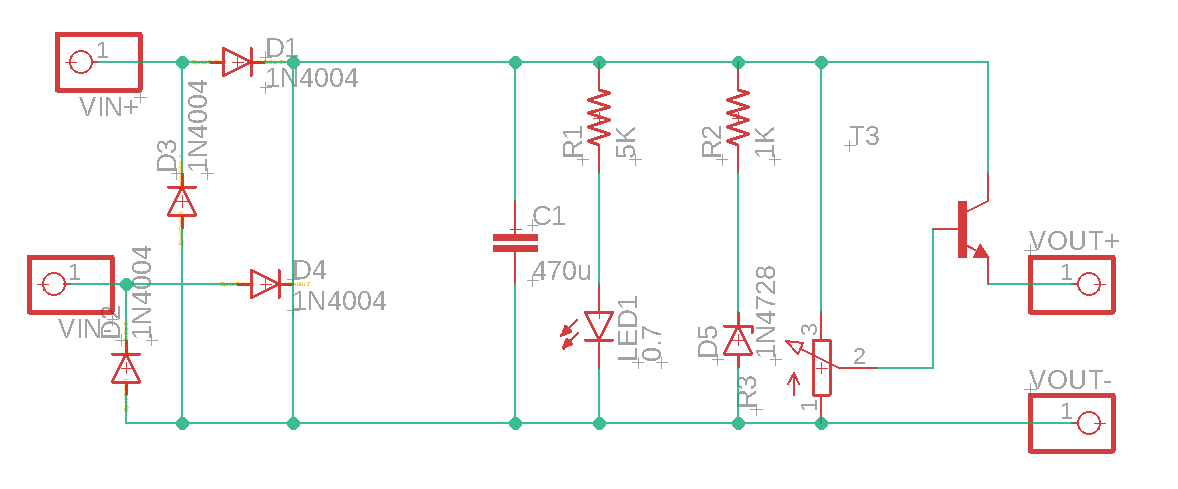 1
VIN+
D1
1N4004
D3
1N4004
R1
5K
R2
1K
T3
C1
470u
1
VIN-
D2
1N4004
D4
1N4004
LED1
0.7
D5
1N4728
R3
3
2
1
VOUT+
1
VOUT-
1